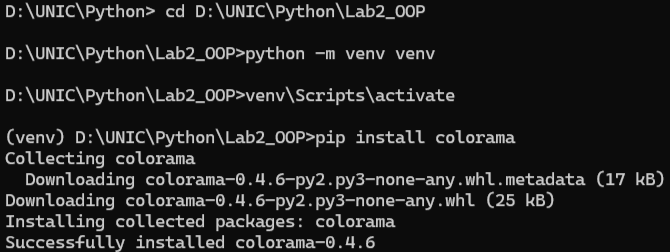 D:\UNIC\Python> cd D:\UNIC\Python\Lab2_OOP
D:\UNIC\Python\Lab2_OOP>python -m venv venv
D:\UNIC\Python\Lab2_OOP>venv\Scripts\activate
(venv) D:\UNIC\Python\Lab2_OOP>pip install colorama
Collecting colorama
  Downloading colorama-0.4.6-py2.py3-none-any.whl.metadata (17 kB)
Downloading colorama-0.4.6-py2.py3-none-any.whl (25 kB)
Installing collected packages: colorama
Successfully installed colorama-0.4.6